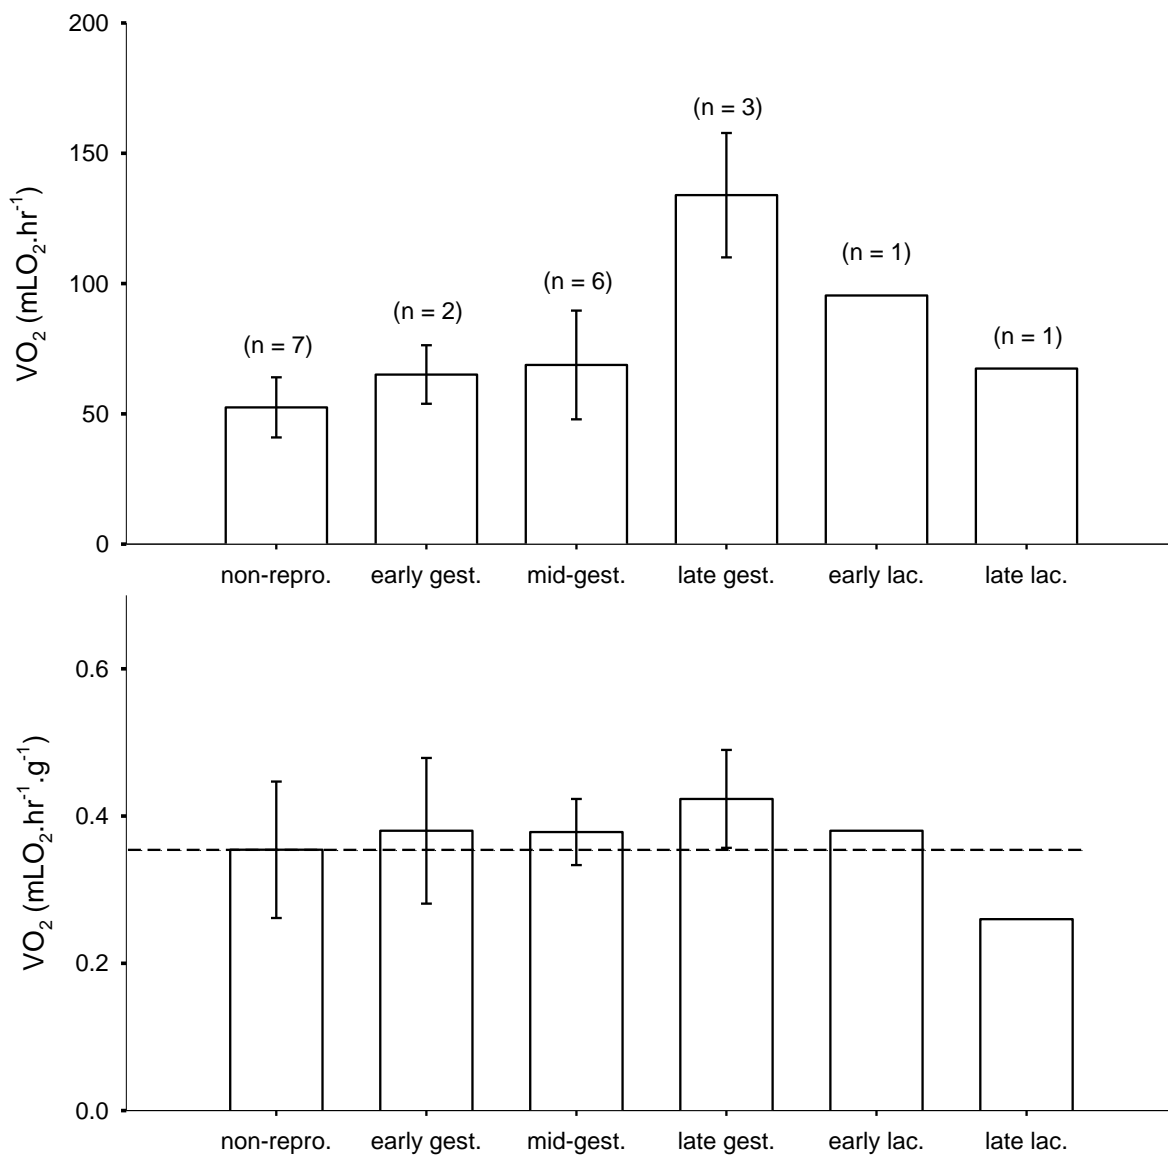 200
(n = 3)
150
(n = 1)
(n = 6)
100
(n = 2)
(n = 1)
(n = 7)
50
0
VO₂ (mLO₂.hr⁻¹)
non-repro. early gest. mid-gest. late gest. early lac. late lac.
0.6
0.4
0.2
0.0
VO₂ (mLO₂.hr⁻¹.g⁻¹)
non-repro. early gest. mid-gest. late gest. early lac. late lac.